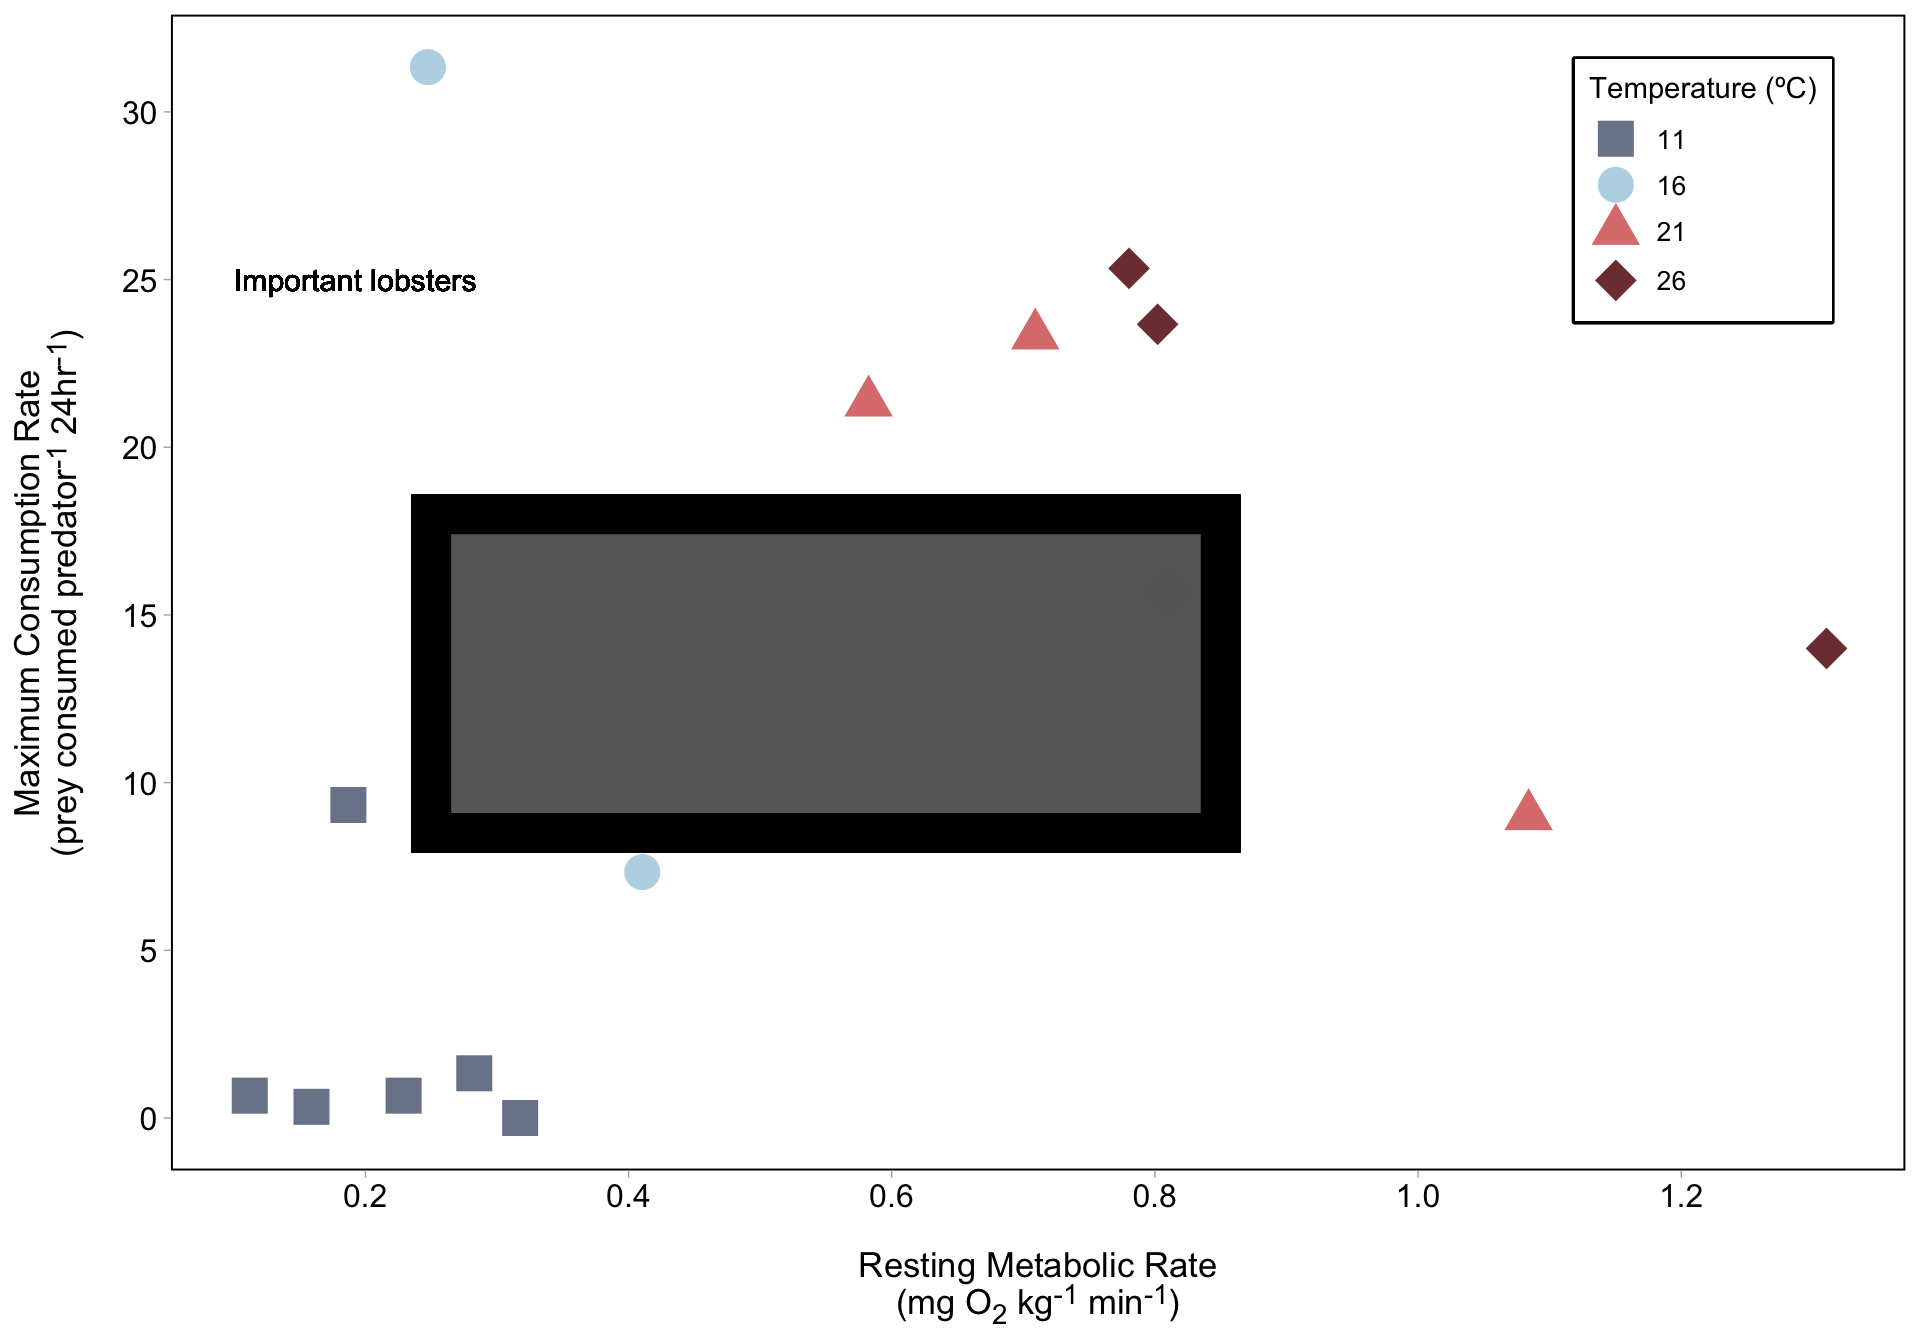 Temperature (ºC)
11
16
21
26
Important lobsters
30
25
20
15
10
5
0
Maximum Consumption Rate
(prey consumed predator⁻¹ 24hr⁻¹)
0.2 0.4 0.6 0.8 1.0 1.2
Resting Metabolic Rate
(mg O₂ kg⁻¹ min⁻¹)